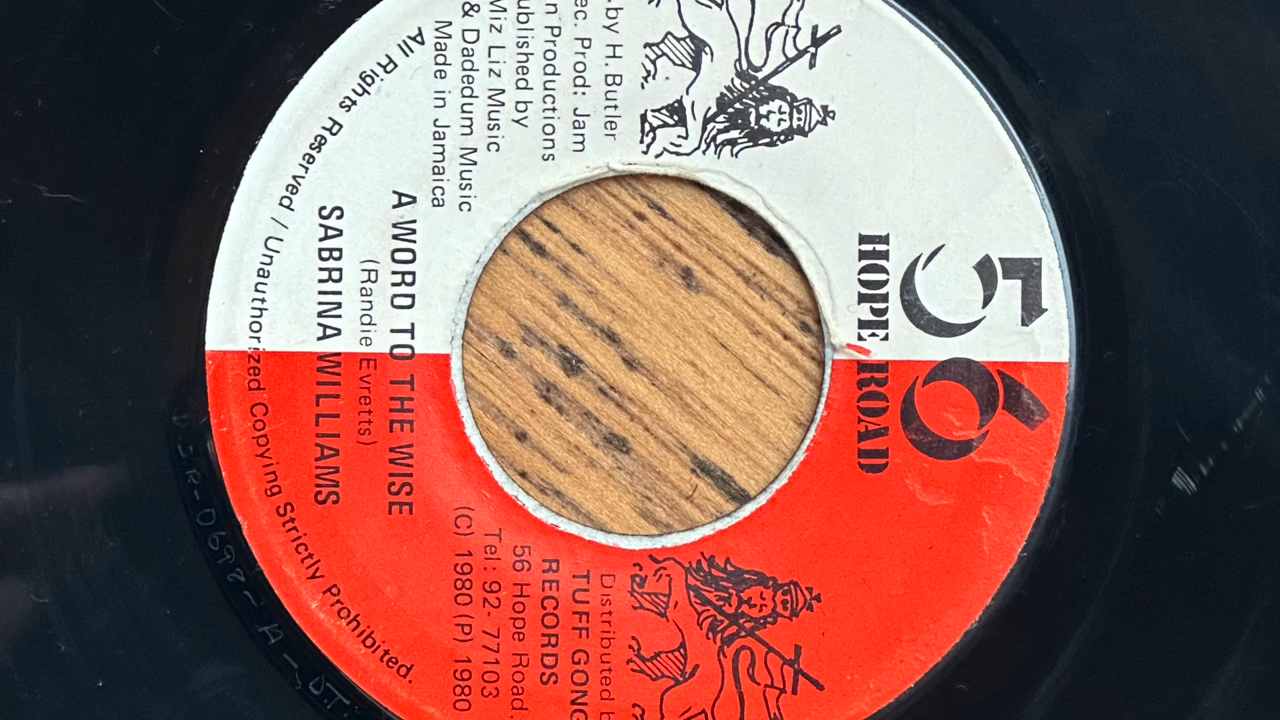 56
HOPE ROAD
.by H. Butler
ec. Prod: Jam
n Productions
ublished by
Miz Liz Music
& Dadedum Music
Made in Jamaica
Distributed b
TUFF GONG
RECORDS
56 Hope Road.
Tel: 92-77103
(C) 1980 (P) 1980
A WORD TO THE WISE
(Randie Evretts)
SABRINA WILLIAMS
All Rights Reserved / Unauthorized Copying Strictly Prohibited.